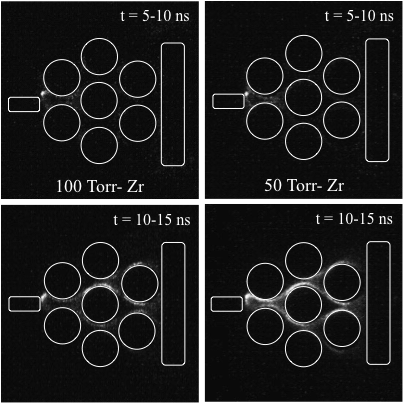 t = 5-10 ns
t = 5-10 ns
100 Torr- Zr
50 Torr- Zr
t = 10-15 ns
t = 10-15 ns